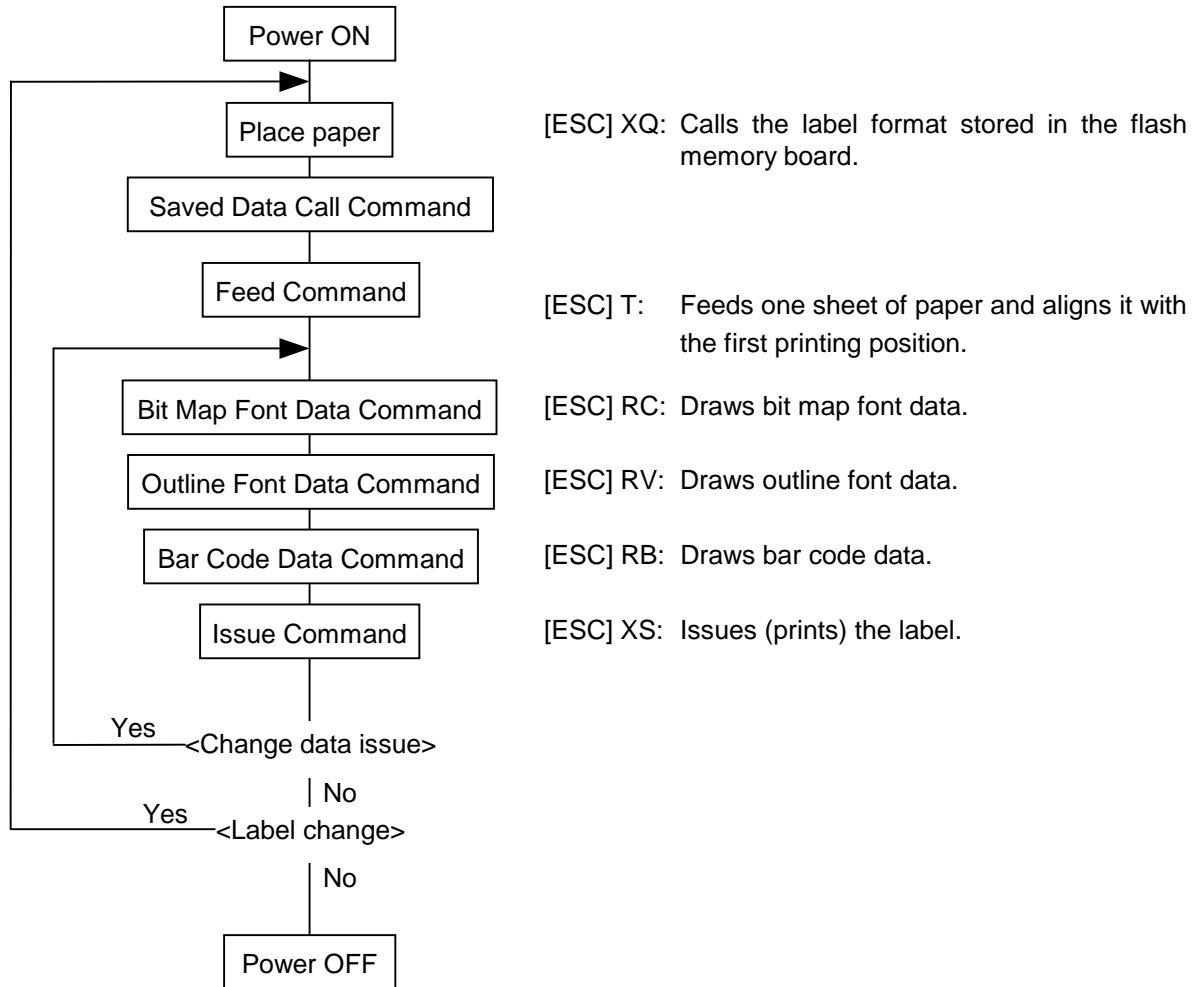 Power ON
Place paper
[ESC] XQ: Calls the label format stored in the flash
memory board.
Saved Data Call Command
Feed Command
[ESC] T: Feeds one sheet of paper and aligns it with
the first printing position.
Bit Map Font Data Command
[ESC] RC: Draws bit map font data.
Outline Font Data Command
[ESC] RV: Draws outline font data.
Bar Code Data Command
[ESC] RB: Draws bar code data.
Issue Command
[ESC] XS: Issues (prints) the label.
Yes
<Change data issue>
No
Yes
<Label change>
No
Power OFF